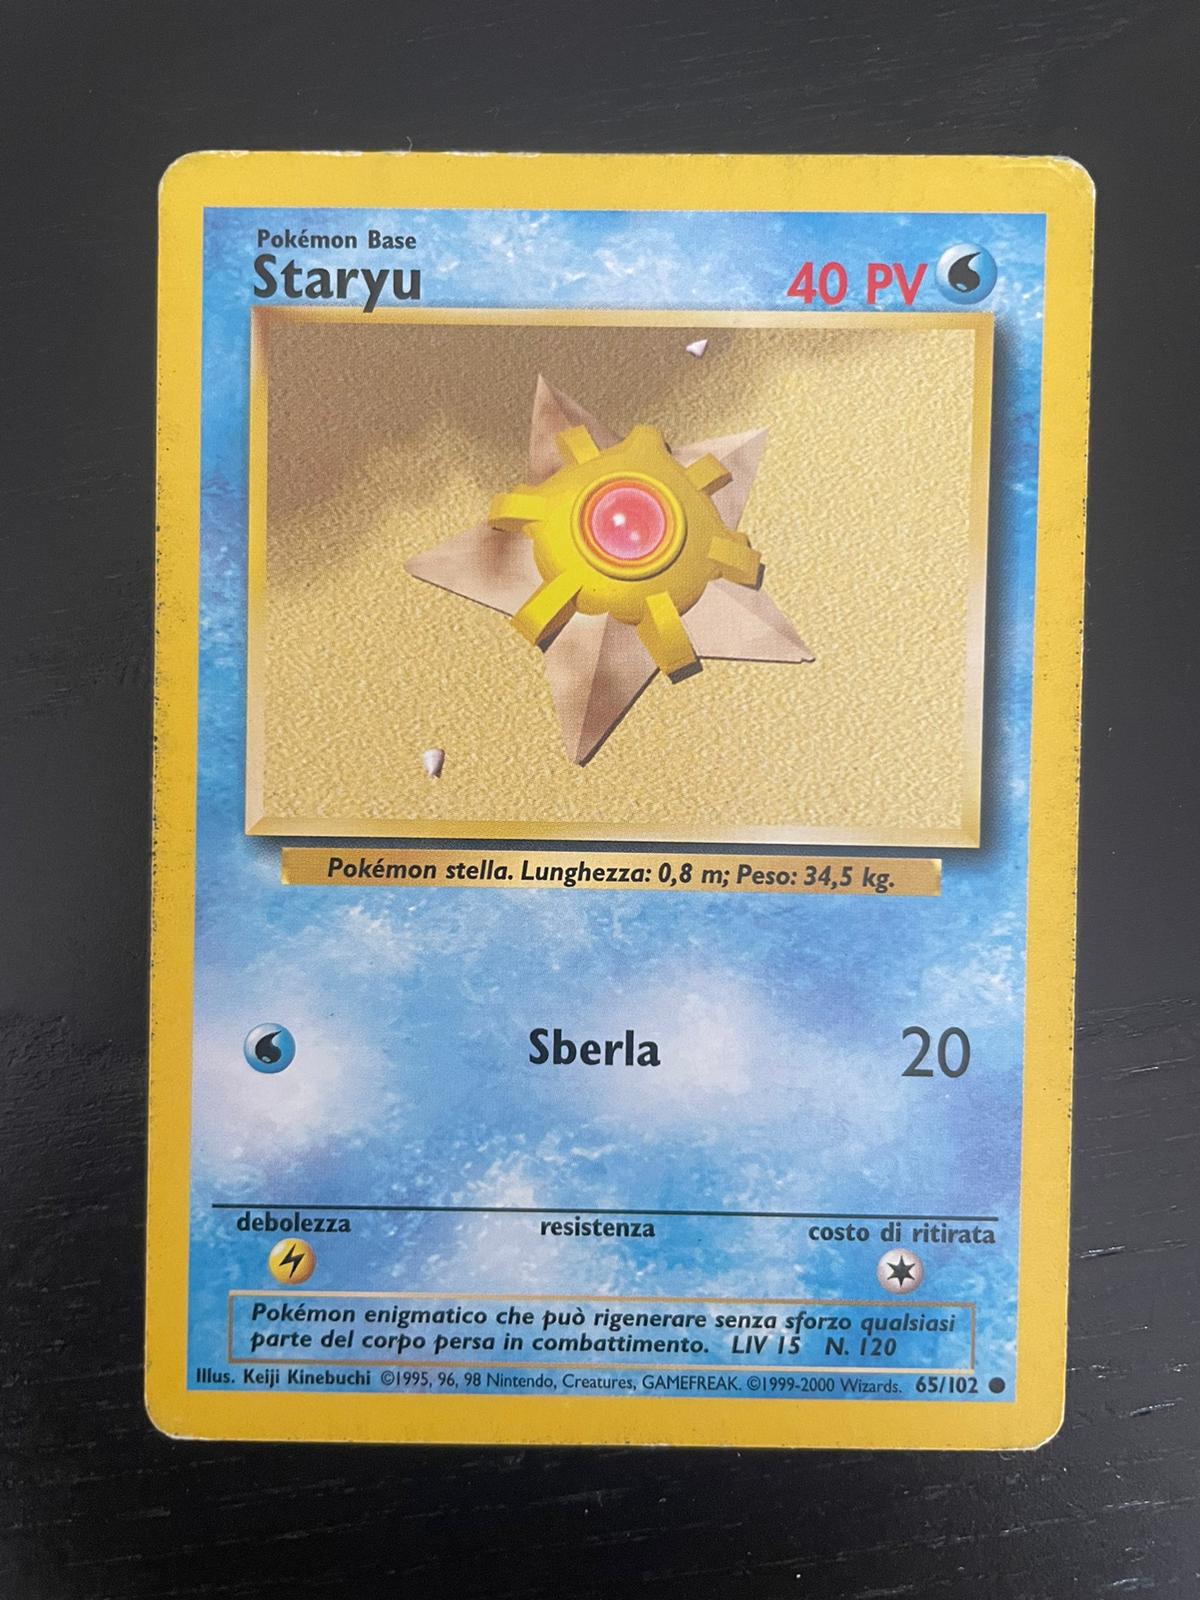 Pokémon Base
Staryu
40 PV
Pokémon stella. Lunghezza: 0,8 m; Peso: 34,5 kg.
Sberla 20
debolezza resistenza costo di ritirata
Pokémon enigmatico che può rigenerare senza sforzo qualsiasi
parte del corpo persa in combattimento. LIV 15 N. 120
Illus. Keiji Kinebuchi ©1995, 96, 98 Nintendo, Creatures, GAMEFREAK. ©1999-2000 Wizards. 65/102